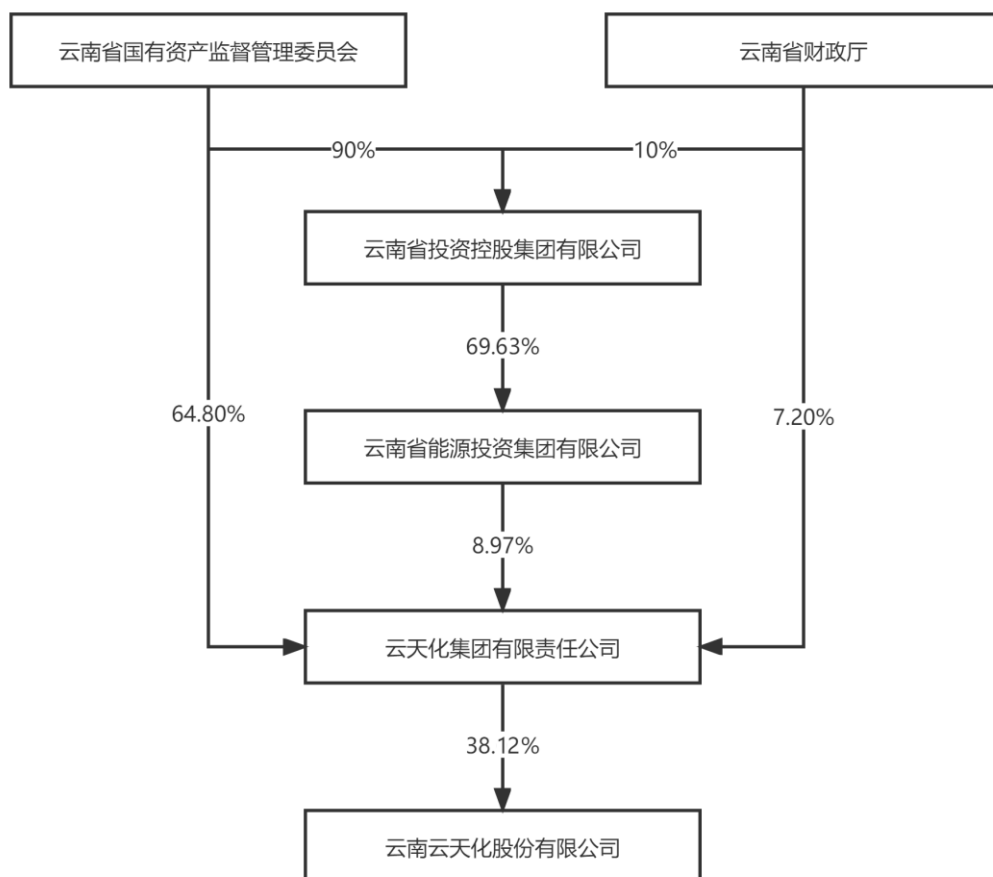 云南省国有资产监督管理委员会
云南省财政厅
90%
10%
云南省投资控股集团有限公司
69.63%
64.80%
7.20%
云南省能源投资集团有限公司
8.97%
云天化集团有限责任公司
38.12%
云南云天化股份有限公司